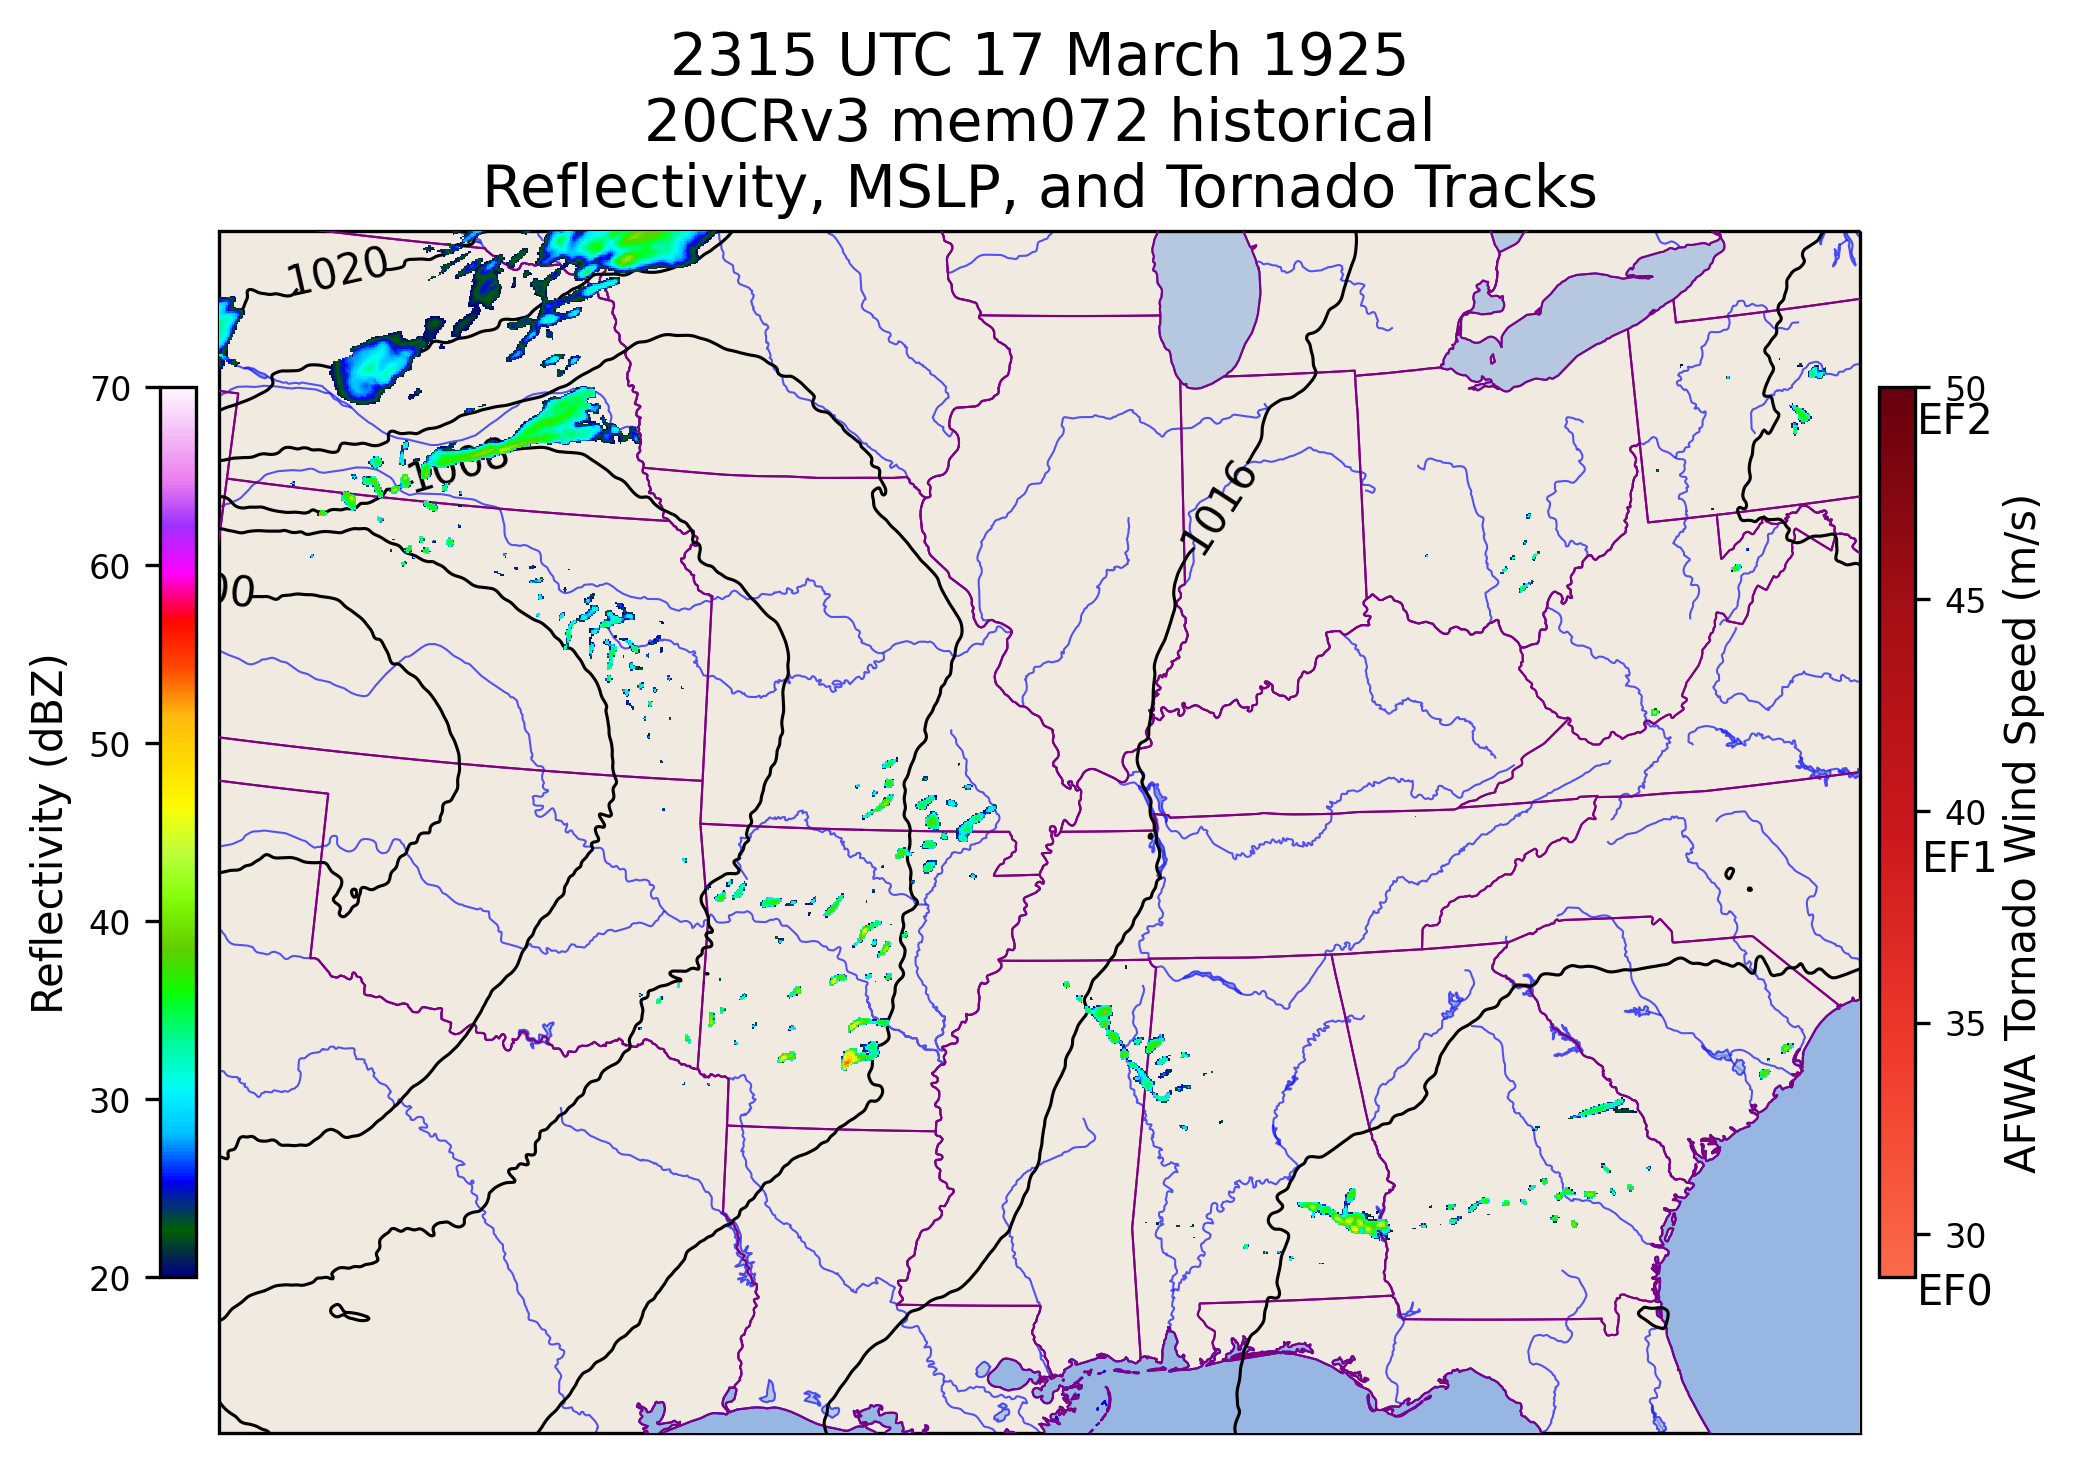 2315 UTC 17 March 1925
20CRv3 mem072 historical
Reflectivity, MSLP, and Tornado Tracks
1020
1008
1016
00
70
60
50
40
30
20
Reflectivity (dBZ)
50
EF2
45
40
EF1
35
30
EF0
AFWA Tornado Wind Speed (m/s)